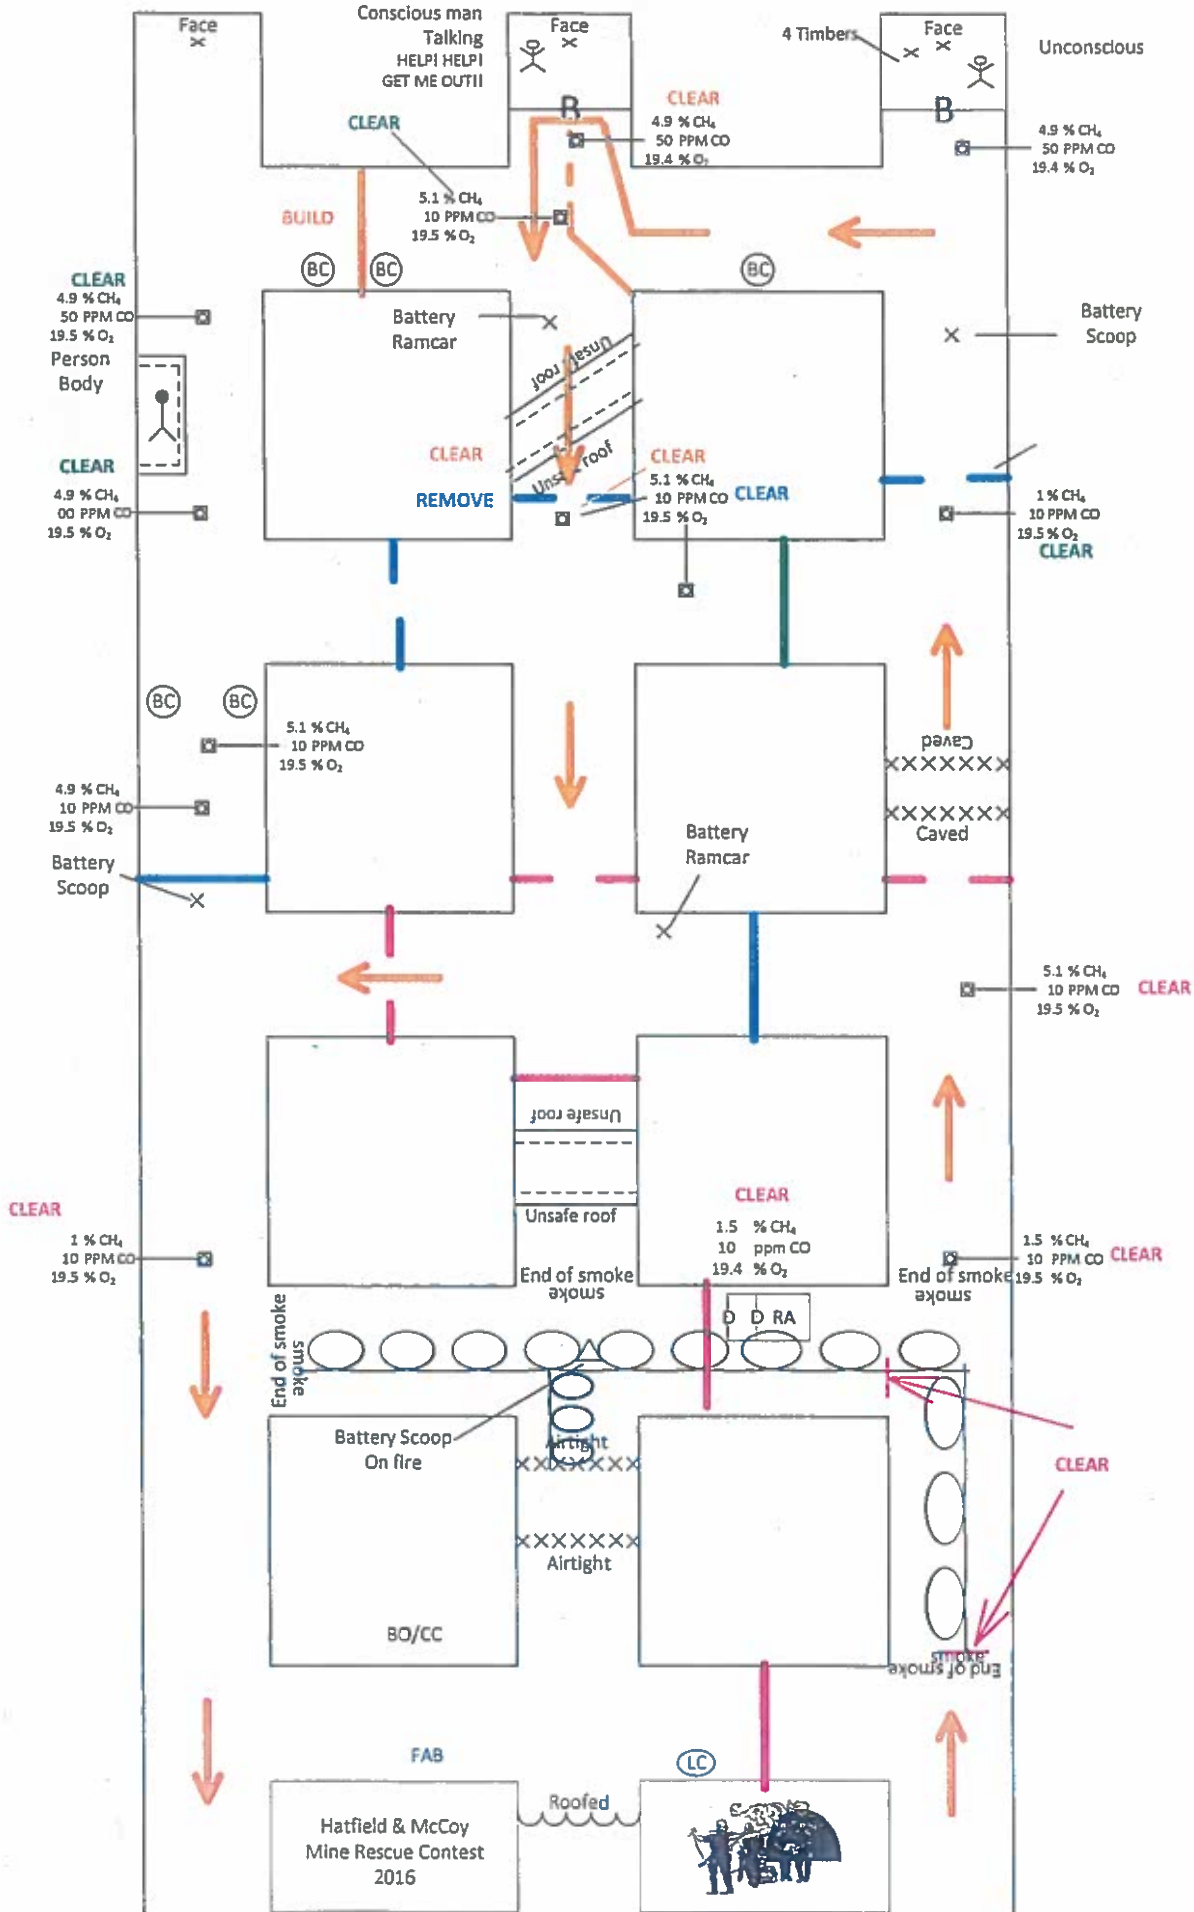 Face
Conscious man
Talking
HELP! HELP!
GET ME OUT!!
Face
4 Timbers
Face
Unconscious
R
B
CLEAR
CLEAR
4.9 % CH₄
50 PPM CO
19.4 % O₂
4.9 % CH₄
50 PPM CO
19.4 % O₂
5.1 % CH₄
10 PPM CO
19.5 % O₂
BUILD
BC
BC
BC
CLEAR
4.9 % CH₄
50 PPM CO
19.5 % O₂
Person
Body
Battery
Ramcar
Battery
Scoop
Unsafe roof
Unsafe roof
CLEAR
CLEAR
CLEAR
4.9 % CH₄
00 PPM CO
19.5 % O₂
REMOVE
5.1 % CH₄
10 PPM CO
19.5 % O₂
CLEAR
1 % CH₄
10 PPM CO
19.5 % O₂
CLEAR
BC
BC
5.1 % CH₄
10 PPM CO
19.5 % O₂
Caved
Caved
4.9 % CH₄
10 PPM CO
19.5 % O₂
Battery
Scoop
Battery
Ramcar
5.1 % CH₄
10 PPM CO
19.5 % O₂
CLEAR
Unsafe roof
Unsafe roof
CLEAR
1 % CH₄
10 PPM CO
19.5 % O₂
CLEAR
1.5 % CH₄
10 ppm CO
19.4 % O₂
1.5 % CH₄
10 PPM CO
19.5 % O₂
CLEAR
End of smoke
smoke
End of smoke
smoke
End of smoke
smoke
D D RA
Battery Scoop
On fire
Airtight
Airtight
CLEAR
BO/CC
smoke
End of smoke
FAB
LC
Roofed
Hatfield & McCoy
Mine Rescue Contest
2016